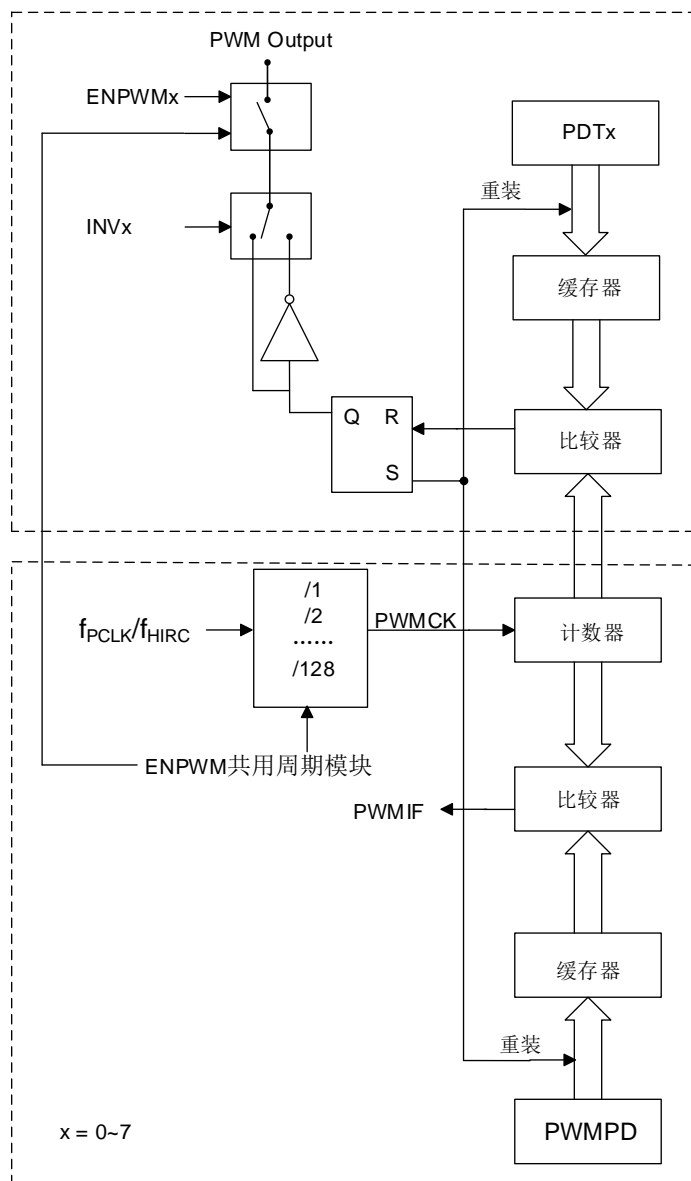 PWM Output
ENPWMx
PDTx
重装
INVx
缓存器
Q R
S
比较器
/1
/2
......
/128
fPCLK/fHIRC
PWMCK
计数器
ENPWM共用周期模块
比较器
PWMIF
缓存器
重装
x = 0~7
PWMPD